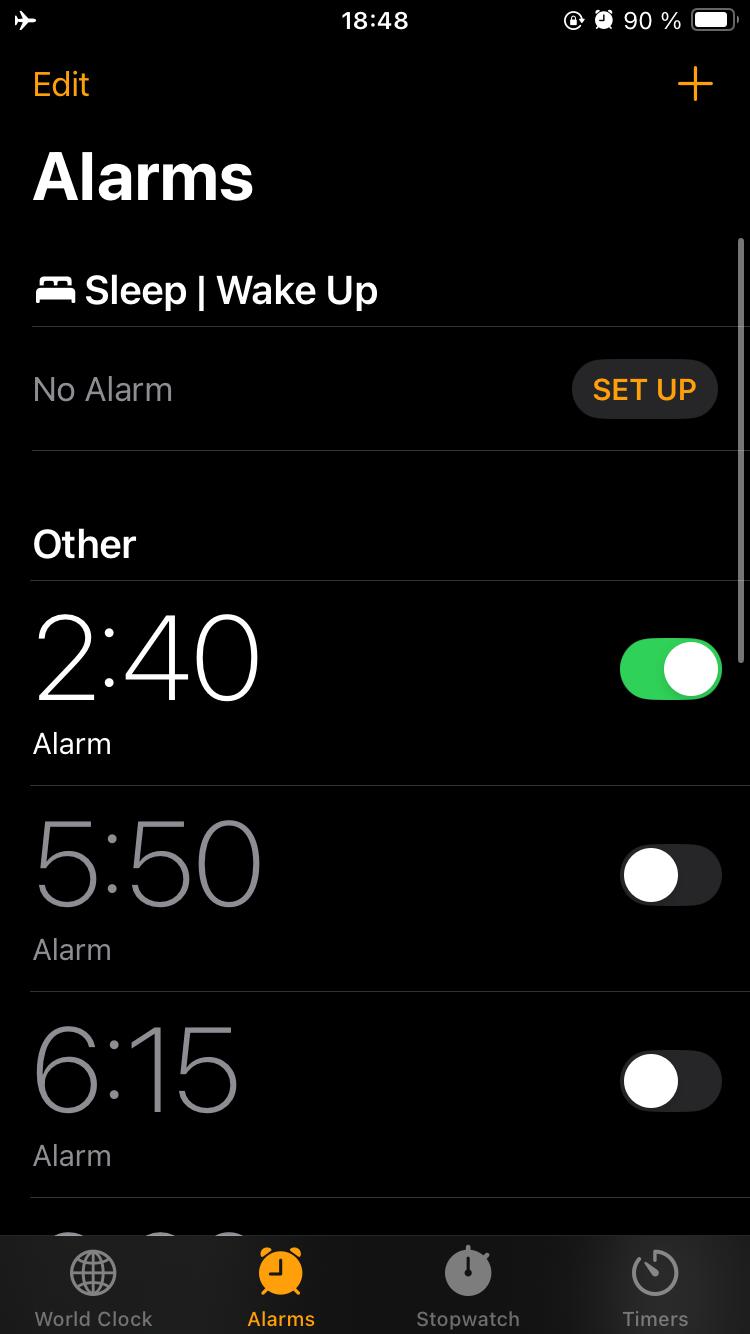 18:48 90 %
Edit
Alarms
Sleep | Wake Up
No Alarm SET UP
Other
2:40
Alarm
5:50
Alarm
6:15
Alarm
World Clock Alarms Stopwatch Timers